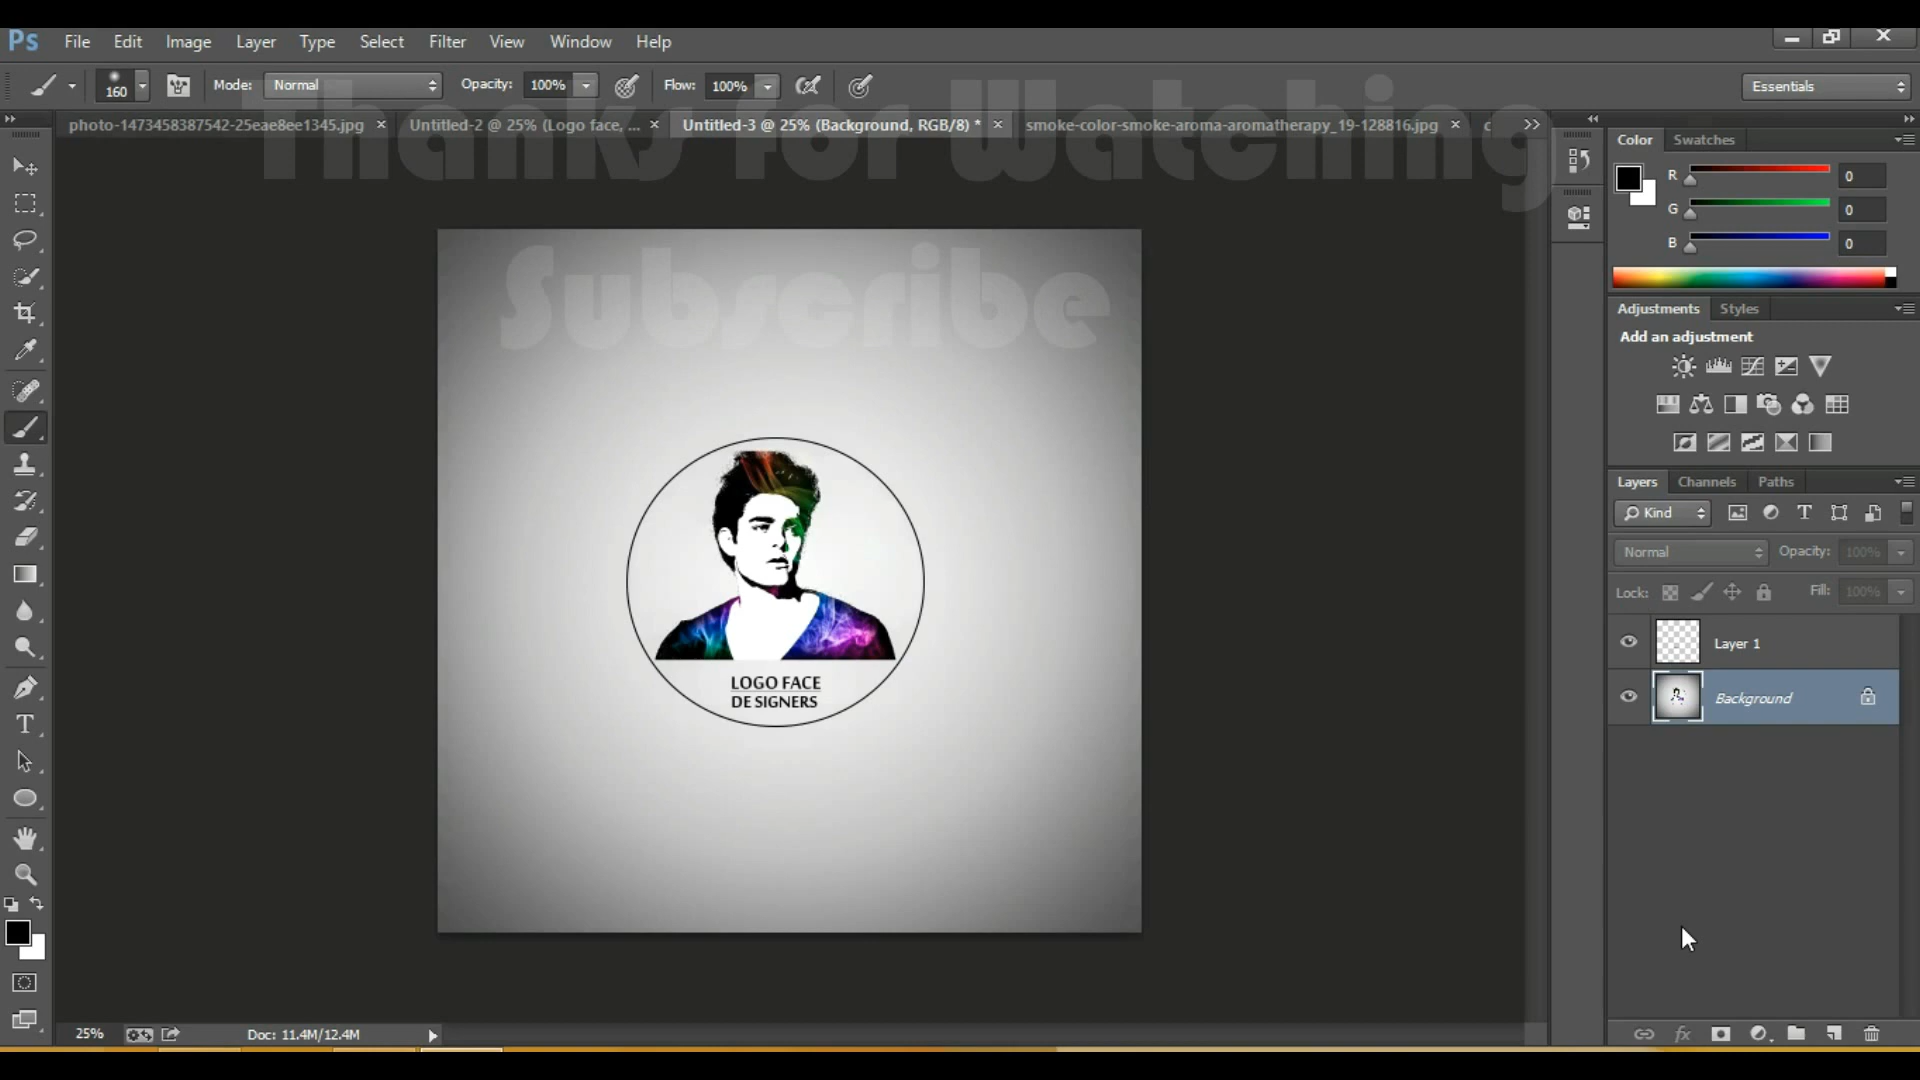 Ps File Edit Image Layer Type Select Filter View Window Help
160 Mode: Normal Opacity: 100% Flow: 100% Essentials
Thanks for Watching
photo-1473458387542-25eae8ee1345.jpg × Untitled-2 @ 25% (Logo face, ... × Untitled-3 @ 25% (Background, RGB/8) * × smoke-color-smoke-aroma-aromatherapy_19-128816.jpg × c >>
Color Swatches
R 0
G 0
B 0
Subscribe
Adjustments Styles
Add an adjustment
Layers Channels Paths
Kind T
Normal Opacity: 100%
Lock: Fill: 100%
Layer 1
Background
LOGO FACE
DE SIGNERS
T
25% Doc: 11.4M/12.4M
fx